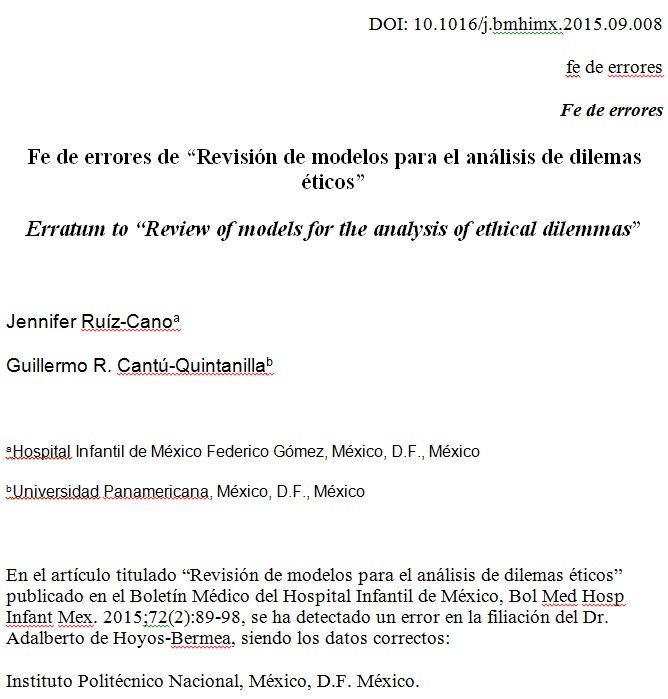 DOI: 10.1016/j.bmhimx.2015.09.008
fe de errores
Fe de errores
Fe de errores de “Revisión de modelos para el análisis de dilemas
éticos”
Erratum to “Review of models for the analysis of ethical dilemmas”
Jennifer Ruíz-Canoᵃ
Guillermo R. Cantú-Quintanillaᵇ
ᵃHospital Infantil de México Federico Gómez, México, D.F., México
ᵇUniversidad Panamericana, México, D.F., México
En el artículo titulado “Revisión de modelos para el análisis de dilemas éticos”
publicado en el Boletín Médico del Hospital Infantil de México, Bol Med Hosp
Infant Mex. 2015;72(2):89-98, se ha detectado un error en la filiación del Dr.
Adalberto de Hoyos-Bermea, siendo los datos correctos:
Instituto Politécnico Nacional, México, D.F. México.